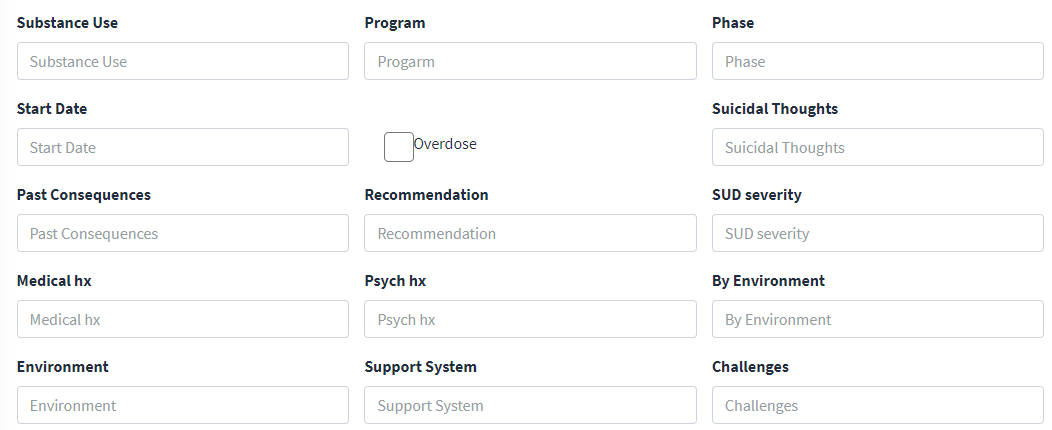 Substance Use Program Phase
Substance Use Progarm Phase
Start Date Suicidal Thoughts
Start Date Overdose Suicidal Thoughts
Past Consequences Recommendation SUD severity
Past Consequences Recommendation SUD severity
Medical hx Psych hx By Environment
Medical hx Psych hx By Environment
Environment Support System Challenges
Environment Support System Challenges